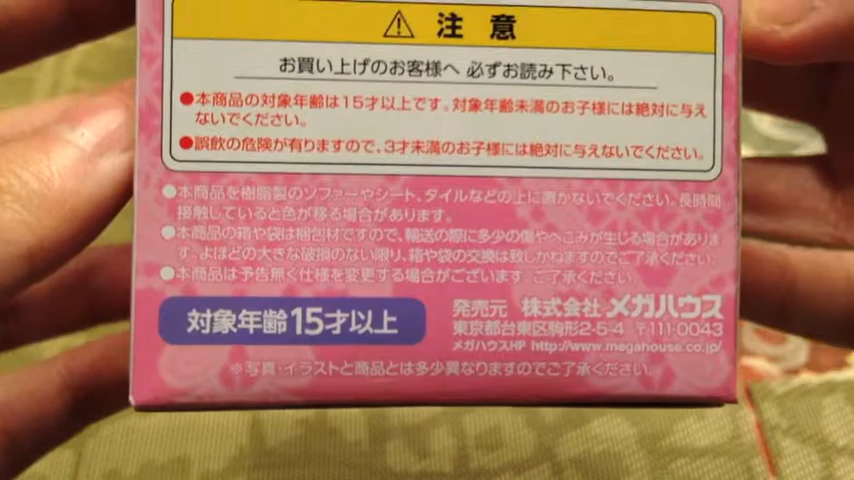 注意
お買い上げのお客様へ 必ずお読み下さい。
●本商品の対象年齢は15才以上です。対象年齢未満のお子様には絶対に与え
ないでください。
●誤飲の危険が有りますので、3才未満のお子様には絶対に与えないでください。
●本商品を樹脂製のソファーやシート、タイルなどの上に置かないでください。長時間
接触していると色が移る場合があります。
●本商品の箱や袋は梱包材ですので、輸送の際に多少の傷やへこみが生じる場合がありま
す。よほどの大きな破損のない限り、箱や袋の交換は致しかねますのでご了承ください。
●本商品は予告無く仕様を変更する場合がございます。ご了承ください。
対象年齢15才以上
発売元 株式会社メガハウス
東京都台東区駒形2-5-4 〒111-0043
メガハウスHP http://www.megahouse.co.jp/
※写真・イラストと商品とは多少異なりますのでご了承ください。